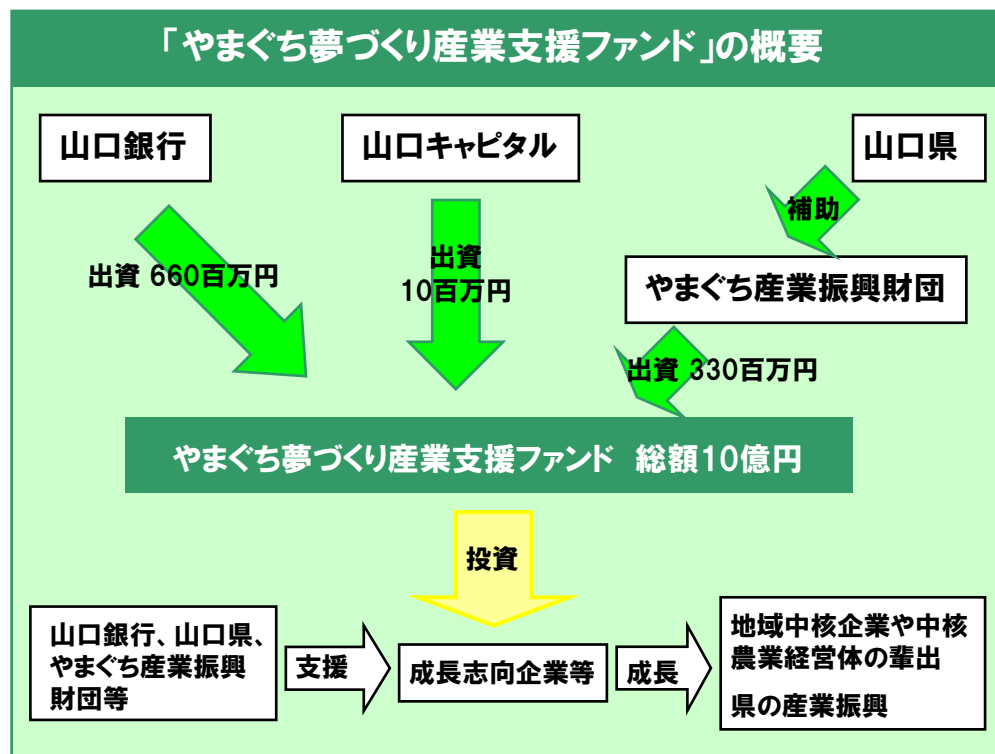 「やまぐち夢づくり産業支援ファンド」の概要
山口銀行
山口キャピタル
山口県
補助
やまぐち産業振興財団
出資 660百万円
出資
10百万円
出資 330百万円
やまぐち夢づくり産業支援ファンド 総額10億円
投資
山口銀行、山口県、
やまぐち産業振興
財団等
支援
成長志向企業等
成長
地域中核企業や中核
農業経営体の輩出
県の産業振興